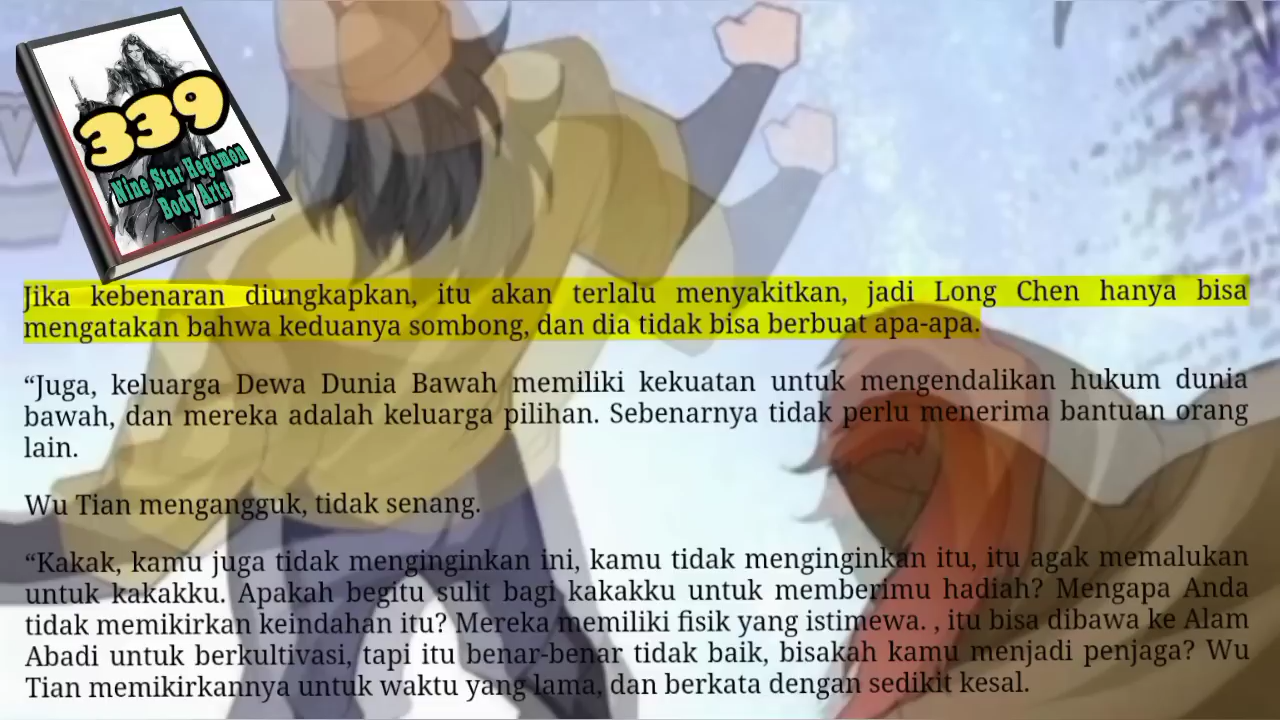 339
Nine Star Hegemon
Body Arts
Jika kebenaran diungkapkan, itu akan terlalu menyakitkan, jadi Long Chen hanya bisa
mengatakan bahwa keduanya sombong, dan dia tidak bisa berbuat apa-apa.
“Juga, keluarga Dewa Dunia Bawah memiliki kekuatan untuk mengendalikan hukum dunia
bawah, dan mereka adalah keluarga pilihan. Sebenarnya tidak perlu menerima bantuan orang
lain.
Wu Tian mengangguk, tidak senang.
“Kakak, kamu juga tidak menginginkan ini, kamu tidak menginginkan itu, itu agak memalukan
untuk kakakku. Apakah begitu sulit bagi kakakku untuk memberimu hadiah? Mengapa Anda
tidak memikirkan keindahan itu? Mereka memiliki fisik yang istimewa. , itu bisa dibawa ke Alam
Abadi untuk berkultivasi, tapi itu benar-benar tidak baik, bisakah kamu menjadi penjaga? Wu
Tian memikirkannya untuk waktu yang lama, dan berkata dengan sedikit kesal.